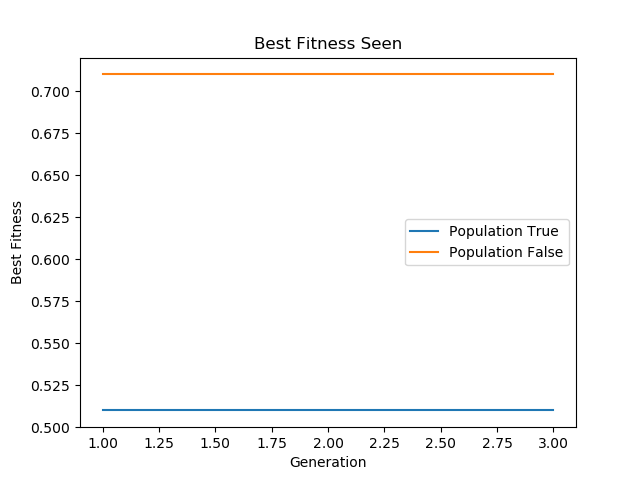 Best Fitness Seen
Best Fitness
0.700
0.675
0.650
0.625
0.600
0.575
0.550
0.525
0.500
Population True
Population False
1.00 1.25 1.50 1.75 2.00 2.25 2.50 2.75 3.00
Generation